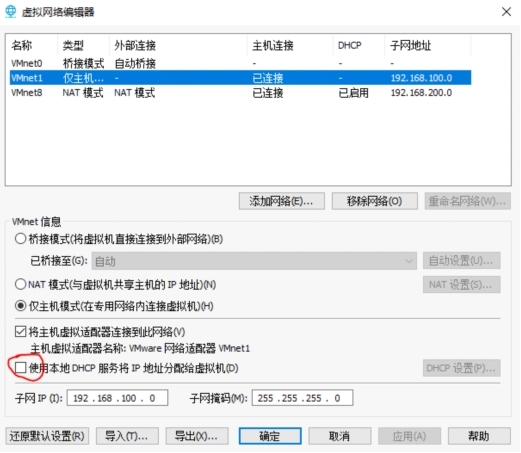 虚拟网络编辑器
名称 类型 外部连接 主机连接 DHCP 子网地址
VMnet0 桥接模式 自动桥接 - - -
VMnet1 仅主机... - 已连接 - 192.168.100.0
VMnet8 NAT 模式 NAT 模式 已连接 已启用 192.168.200.0
添加网络(E)... 移除网络(O) 重命名网络(W)...
VMnet 信息
桥接模式(将虚拟机直接连接到外部网络)(B)
已桥接至(G): 自动 自动设置(U)...
NAT 模式(与虚拟机共享主机的 IP 地址)(N) NAT 设置(S)...
仅主机模式(在专用网络内连接虚拟机)(H)
将主机虚拟适配器连接到此网络(V)
主机虚拟适配器名称: VMware 网络适配器 VMnet1
使用本地 DHCP 服务将 IP 地址分配给虚拟机(D) DHCP 设置(P)...
子网 IP (I): 192 . 168 . 100 . 0 子网掩码(M): 255 . 255 . 255 . 0
还原默认设置(R) 导入(T)... 导出(X)... 确定 取消 应用(A) 帮助